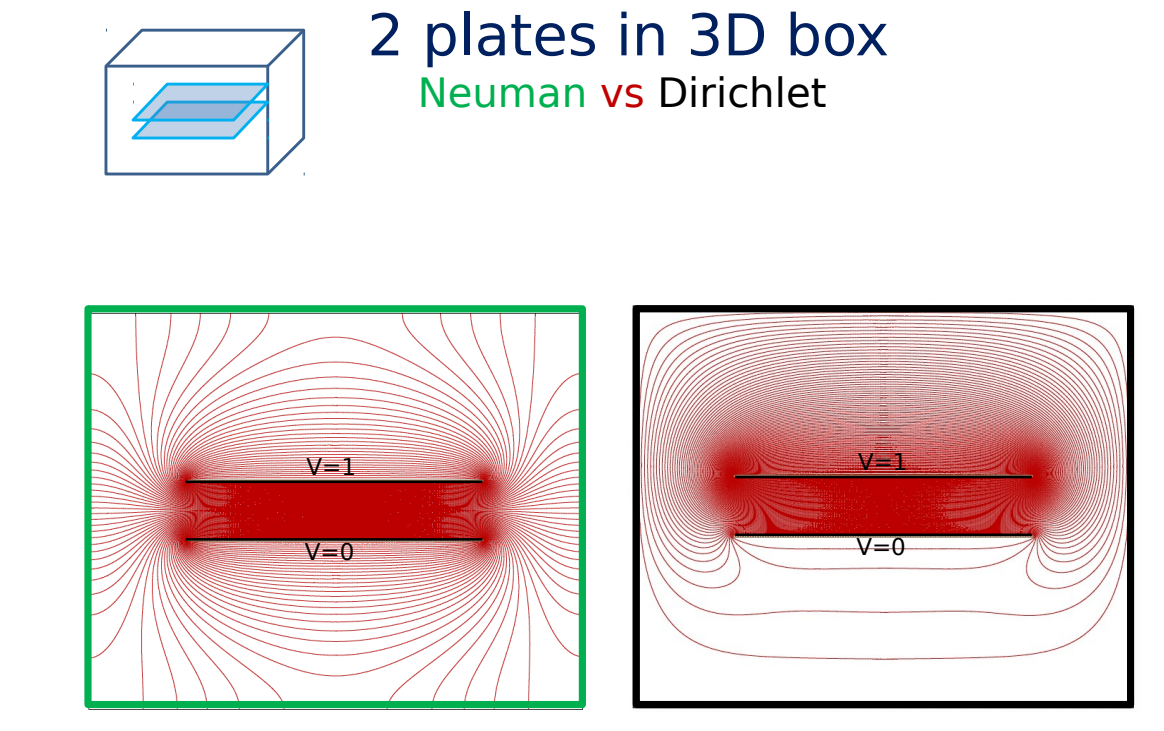 2 plates in 3D box
Neuman vs Dirichlet
V=1
V=0
V=1
V=0